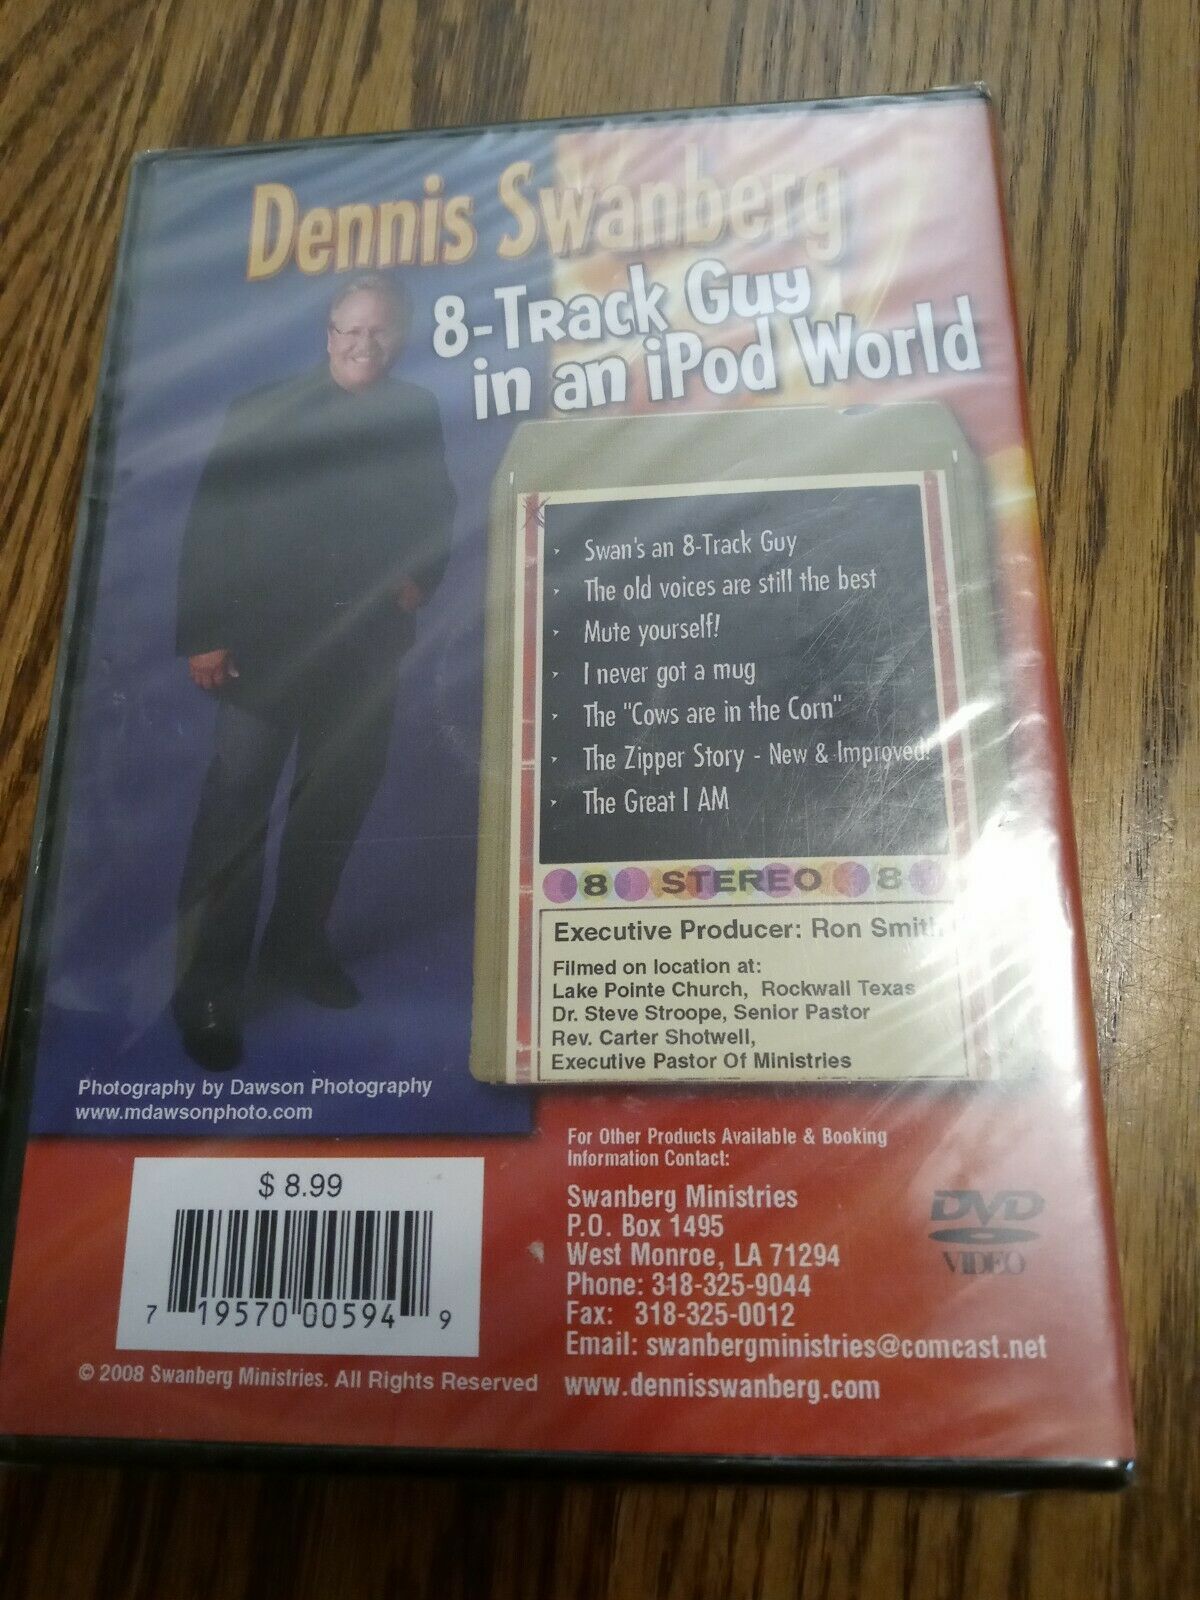 Dennis Swanberg
8-Track Guy
in an iPod World
Swan's an 8-Track Guy
The old voices are still the best
Mute yourself!
I never got a mug
The "Cows are in the Corn"
The Zipper Story - New & Improved!
The Great I AM
8 STEREO 8
Executive Producer: Ron Smith
Filmed on location at:
Lake Pointe Church, Rockwall Texas
Dr. Steve Stroope, Senior Pastor
Rev. Carter Shotwell,
Executive Pastor Of Ministries
Photography by Dawson Photography
www.mdawsonphoto.com
For Other Products Available & Booking
Information Contact:
Swanberg Ministries
P.O. Box 1495
West Monroe, LA 71294
Phone: 318-325-9044
Fax: 318-325-0012
Email: swanbergministries@comcast.net
www.dennisswanberg.com
DVD
VIDEO
$ 8.99
7 19570 00594 9
© 2008 Swanberg Ministries. All Rights Reserved